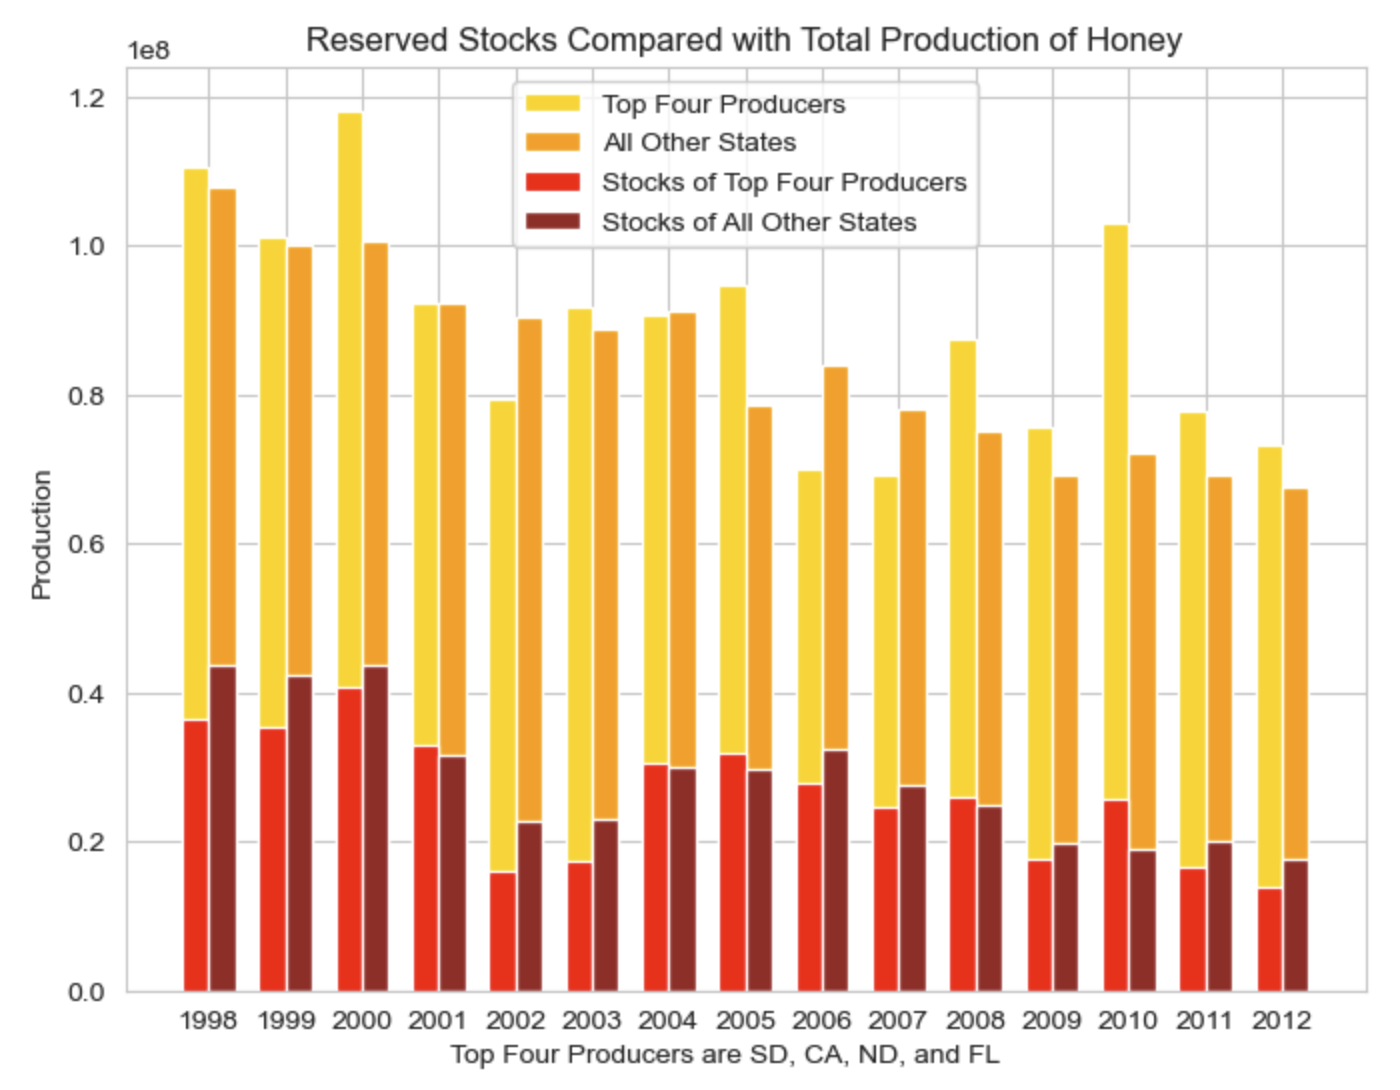 Reserved Stocks Compared with Total Production of Honey
1e8
Top Four Producers
All Other States
Stocks of Top Four Producers
Stocks of All Other States
1.2
1.0
0.8
0.6
0.4
0.2
0.0
Production
1998 1999 2000 2001 2002 2003 2004 2005 2006 2007 2008 2009 2010 2011 2012
Top Four Producers are SD, CA, ND, and FL